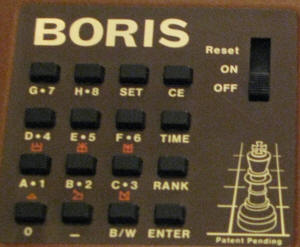 BORIS
Reset
ON
OFF
G•7 H•8 SET CE
D•4 E•5 F•6 TIME
A•1 B•2 C•3 RANK
0 — B/W ENTER
Patent Pending